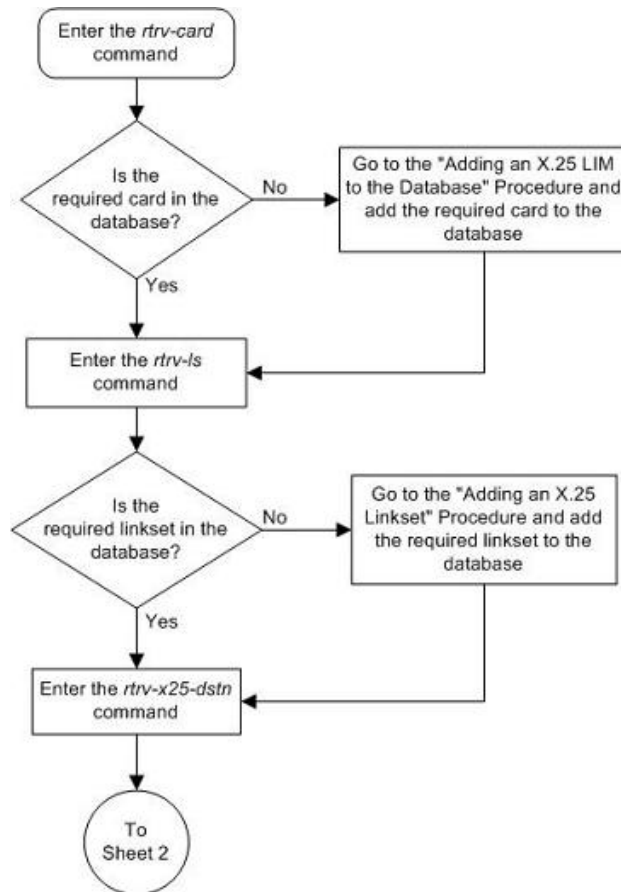 Enter the rtrv-card
command
Is the
required card in the
database?
No
Go to the "Adding an X.25 LIM
to the Database" Procedure and
add the required card to the
database
Yes
Enter the rtrv-ls
command
Is the
required linkset in the
database?
No
Go to the "Adding an X.25
Linkset" Procedure and add
the required linkset to the
database
Yes
Enter the rtrv-x25-dstn
command
To
Sheet 2